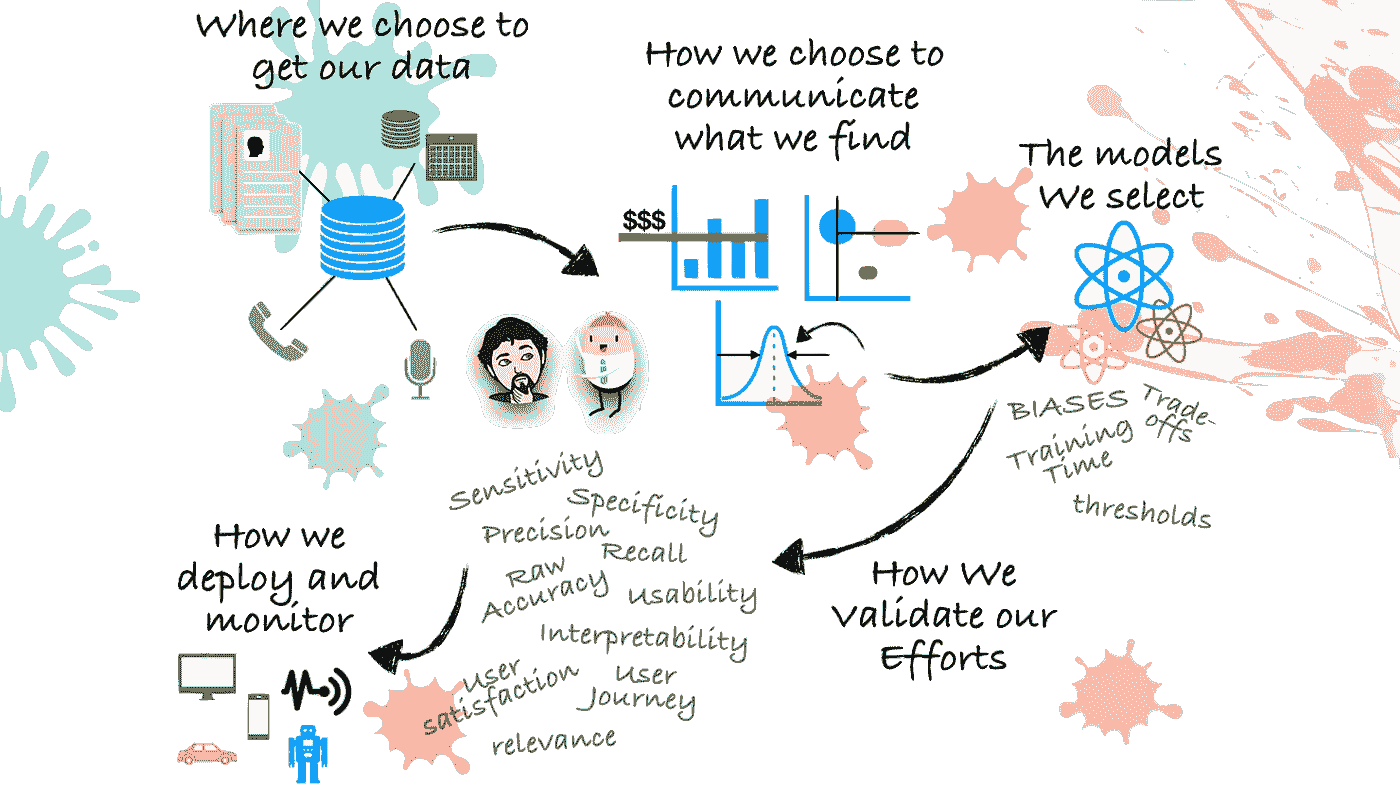 Where we choose to
get our data
How we choose to
communicate
what we find
$$$
The models
We select
BIASES
Trade-
offs
Training
Time
thresholds
How We
Validate our
Efforts
Sensitivity
Specificity
Precision
Recall
Raw
Accuracy
Usability
Interpretability
User
satisfaction
User
Journey
relevance
How we
deploy and
monitor